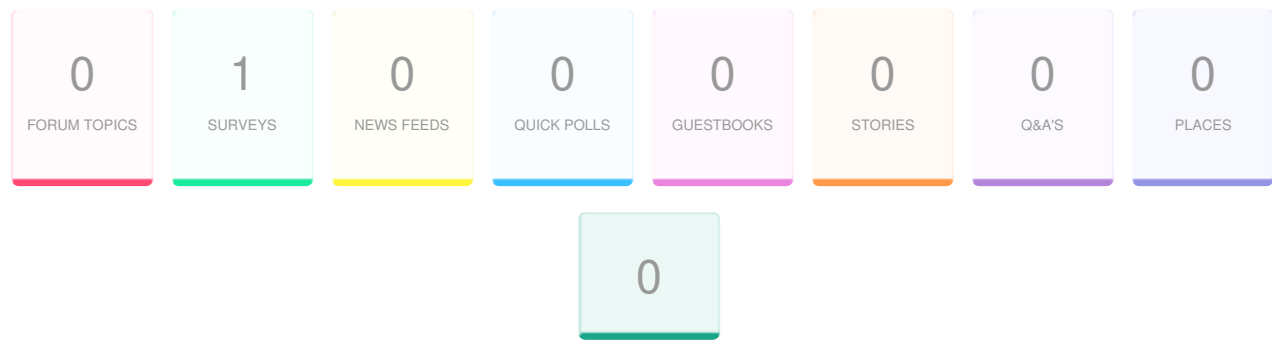 0 1 0 0 0 0 0 0
FORUM TOPICS SURVEYS NEWS FEEDS QUICK POLLS GUESTBOOKS STORIES Q&A'S PLACES
0